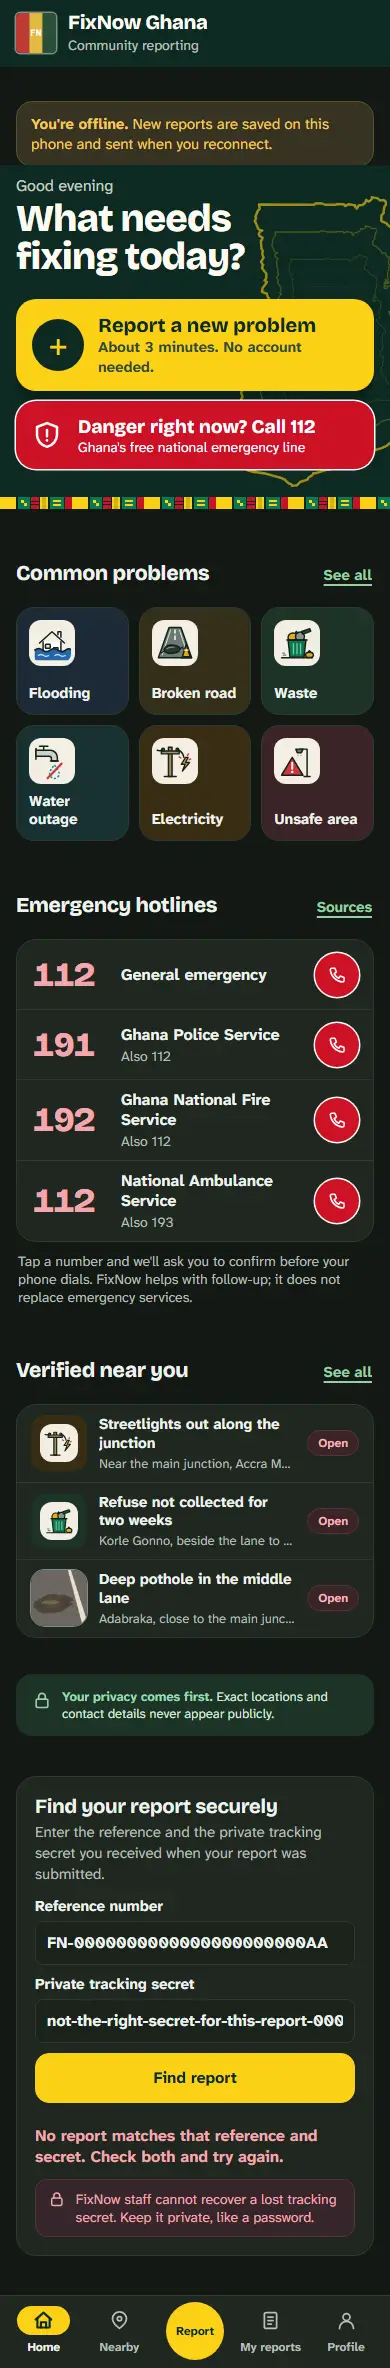 FN
FixNow Ghana
Community reporting
You're offline. New reports are saved on this
phone and sent when you reconnect.
Good evening
What needs
fixing today?
Report a new problem
About 3 minutes. No account
needed.
Danger right now? Call 112
Ghana's free national emergency line
Common problems
See all
Flooding
Broken road
Waste
Water
outage
Electricity
Unsafe area
Emergency hotlines
Sources
112
General emergency
191
Ghana Police Service
Also 112
192
Ghana National Fire
Service
Also 112
112
National Ambulance
Service
Also 193
Tap a number and we'll ask you to confirm before your
phone dials. FixNow helps with follow-up; it does not
replace emergency services.
Verified near you
See all
Streetlights out along the
junction
Near the main junction, Accra M...
Open
Refuse not collected for
two weeks
Korle Gonno, beside the lane to ...
Open
Deep pothole in the middle
lane
Adabraka, close to the main junc...
Open
Your privacy comes first. Exact locations and
contact details never appear publicly.
Find your report securely
Enter the reference and the private tracking
secret you received when your report was
submitted.
Reference number
FN-0000000000000000000000AA
Private tracking secret
not-the-right-secret-for-this-report-000
Find report
No report matches that reference and
secret. Check both and try again.
FixNow staff cannot recover a lost tracking
secret. Keep it private, like a password.
Home
Nearby
Report
My reports
Profile